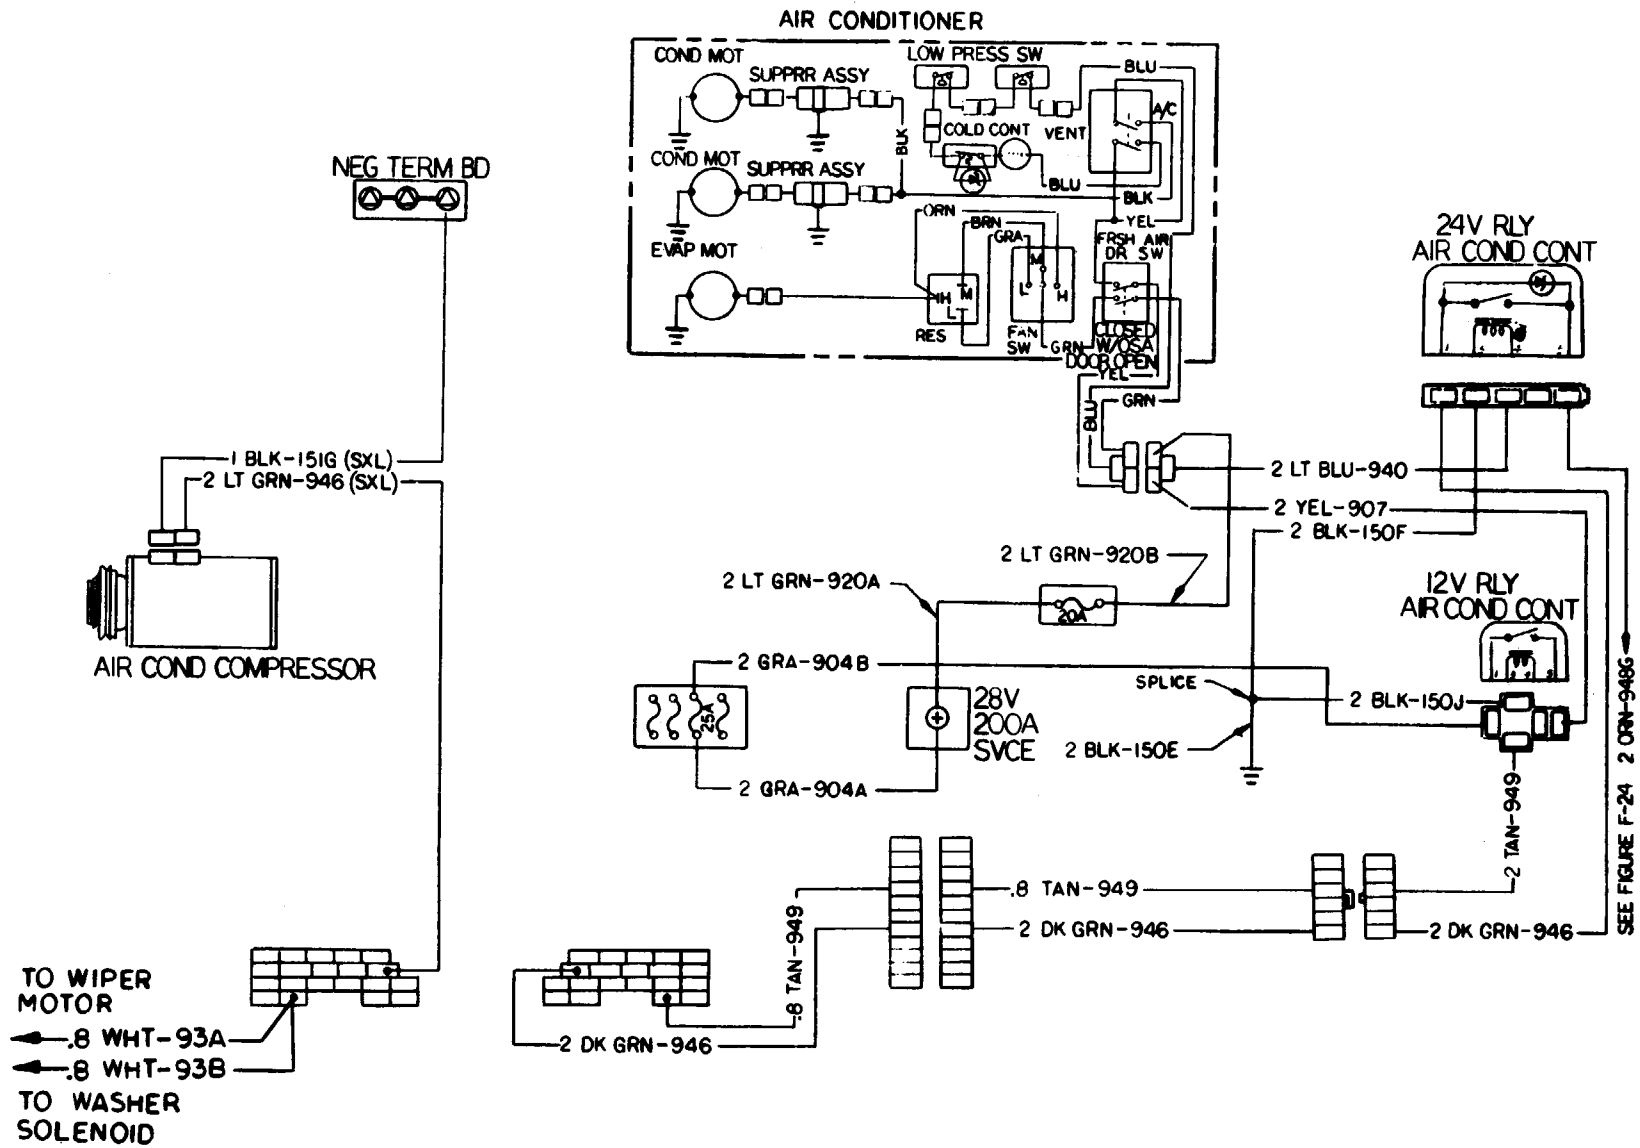 AIR CONDITIONER
COND MOT
SUPPRR ASSY
LOW PRESS SW
BLU
A/C
COLD CONT
VENT
BLK
COND MOT
SUPPRR ASSY
BLU
BLK
NEG TERM BD
ORN
BRN
YEL
GRA
FRSH AIR
DR SW
EVAP MOT
M
L
H
H
M
L
RES
FAN
SW
GRN
CLOSED
W/OSA
DOOR OPEN
YEL
BLU
GRN
24V RLY
AIR COND CONT
1 BLK-151G (SXL)
2 LT GRN-946 (SXL)
2 LT BLU-940
2 YEL-907
2 BLK-150F
2 LT GRN-920B
2 LT GRN-920A
20A
12V RLY
AIR COND CONT
AIR COND COMPRESSOR
2 GRA-904B
25A
28V
200A
SVCE
SPLICE
2 BLK-150J
2 BLK-150E
2 GRA-904A
2 TAN-949
SEE FIGURE F-24 2 ORN-948G
.8 TAN-949
.8 TAN-949
2 DK GRN-946
2 DK GRN-946
2 DK GRN-946
TO WIPER
MOTOR
.8 WHT-93A
.8 WHT-93B
TO WASHER
SOLENOID